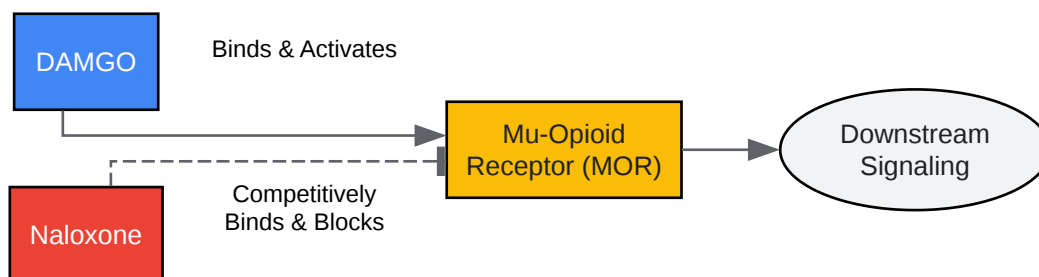 DAMGO
Binds & Activates
Mu-Opioid
Receptor (MOR)
Downstream
Signaling
Competitively
Binds & Blocks
Naloxone